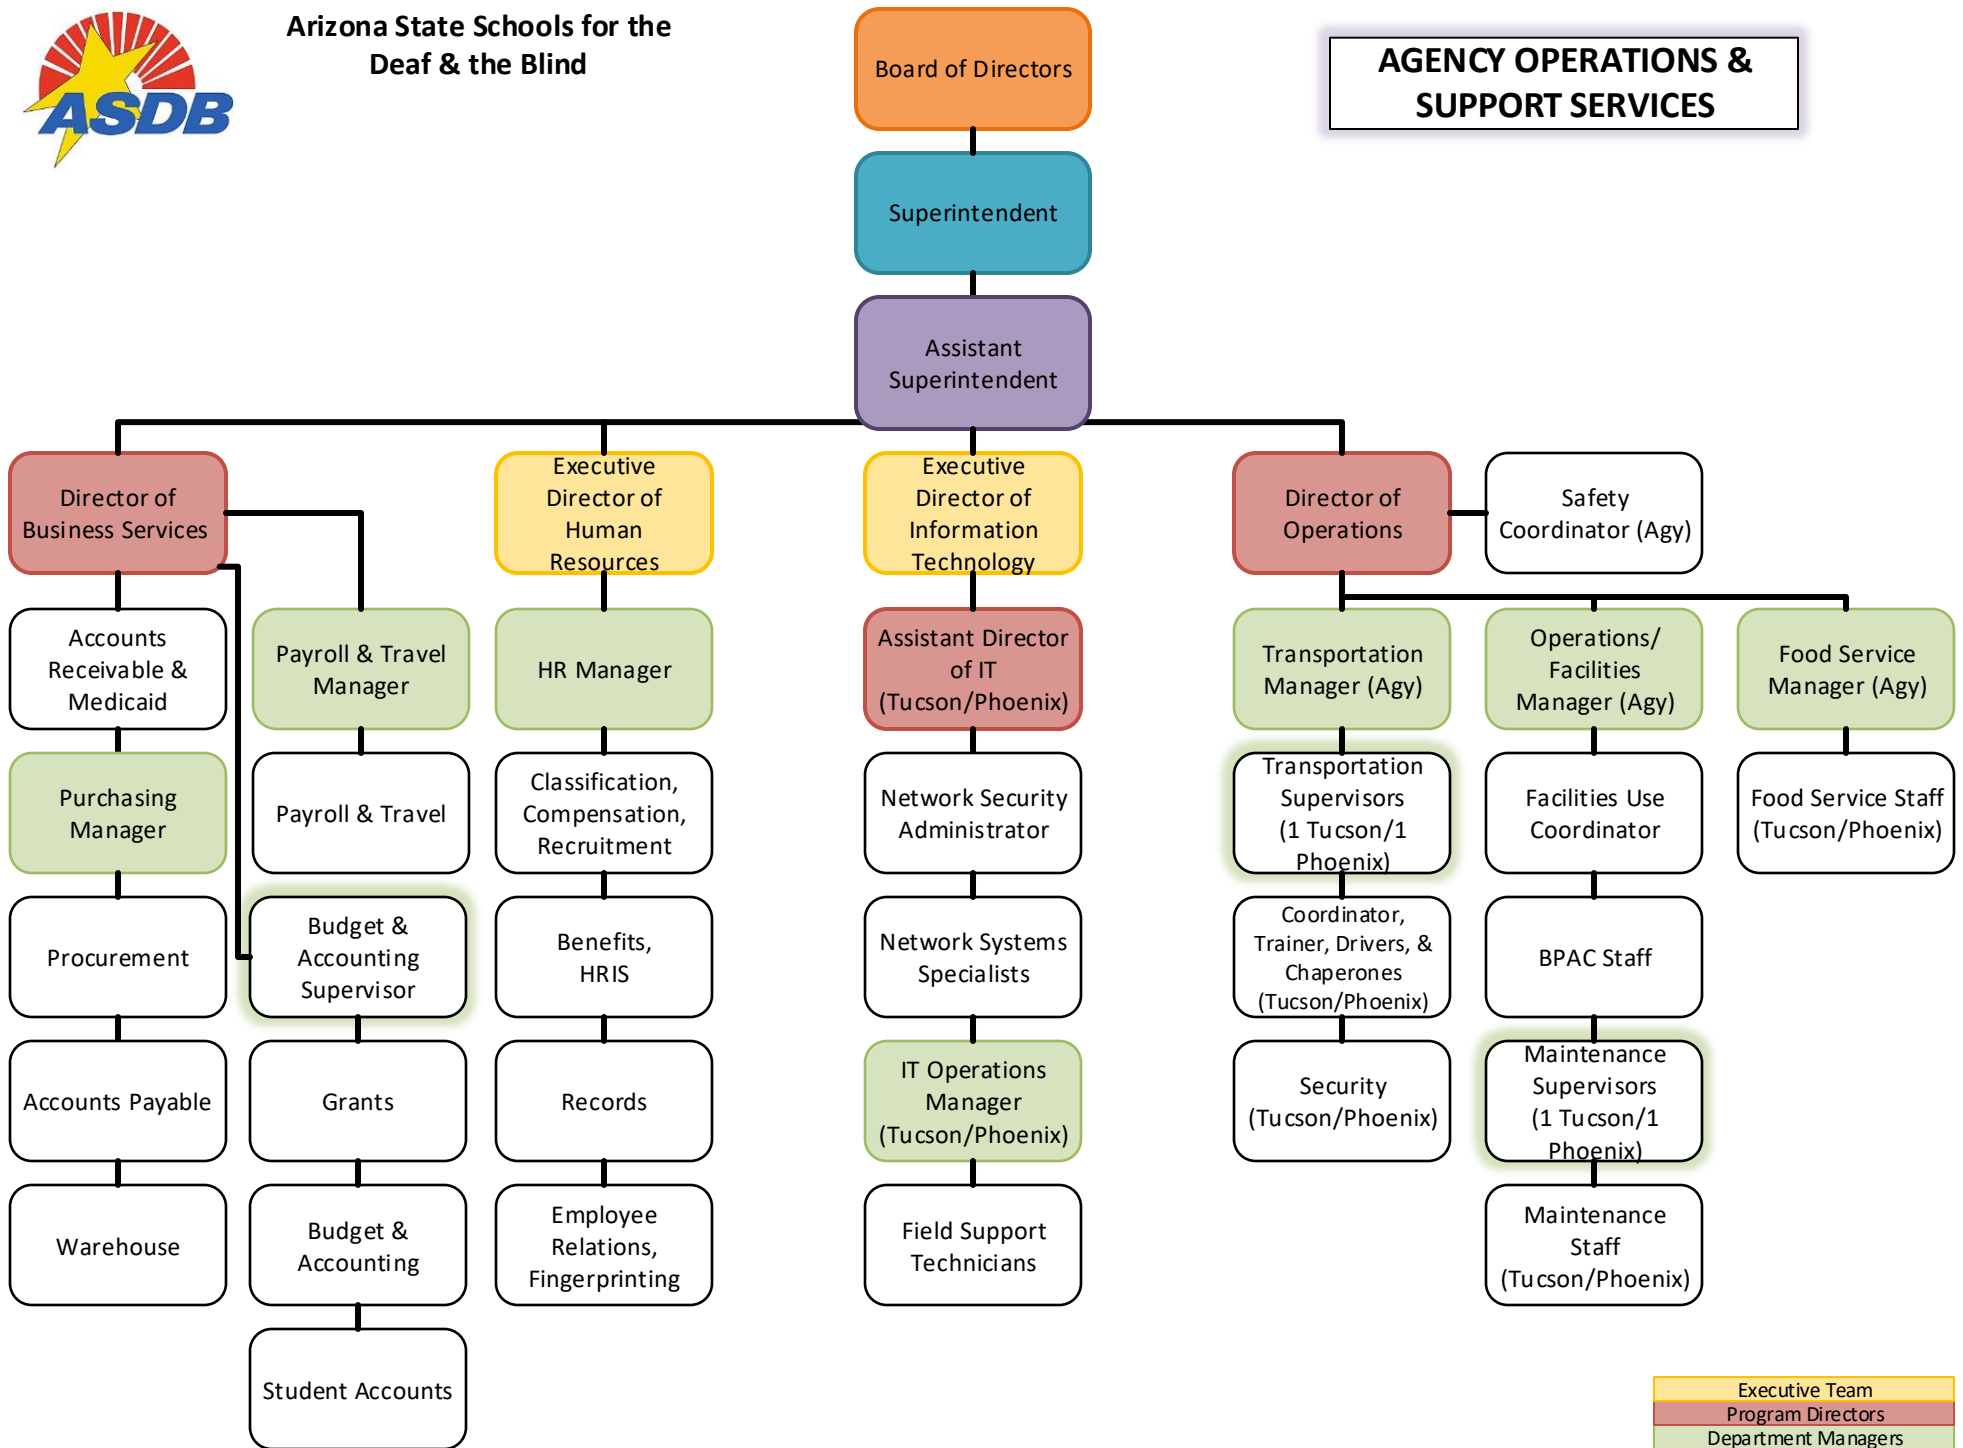 ASDB
Arizona State Schools for the
Deaf & the Blind
AGENCY OPERATIONS &
SUPPORT SERVICES
Board of Directors
Superintendent
Assistant
Superintendent
Director of
Business Services
Executive
Director of
Human
Resources
Executive
Director of
Information
Technology
Director of
Operations
Safety
Coordinator (Agy)
Accounts
Receivable &
Medicaid
Payroll & Travel
Manager
HR Manager
Assistant Director
of IT
(Tucson/Phoenix)
Transportation
Manager (Agy)
Operations/
Facilities
Manager (Agy)
Food Service
Manager (Agy)
Purchasing
Manager
Payroll & Travel
Classification,
Compensation,
Recruitment
Network Security
Administrator
Transportation
Supervisors
(1 Tucson/1
Phoenix)
Facilities Use
Coordinator
Food Service Staff
(Tucson/Phoenix)
Procurement
Budget &
Accounting
Supervisor
Benefits,
HRIS
Network Systems
Specialists
Coordinator,
Trainer, Drivers, &
Chaperones
(Tucson/Phoenix)
BPAC Staff
Accounts Payable
Grants
Records
IT Operations
Manager
(Tucson/Phoenix)
Security
(Tucson/Phoenix)
Maintenance
Supervisors
(1 Tucson/1
Phoenix)
Warehouse
Budget &
Accounting
Employee
Relations,
Fingerprinting
Field Support
Technicians
Maintenance
Staff
(Tucson/Phoenix)
Student Accounts
Executive Team
Program Directors
Department Managers